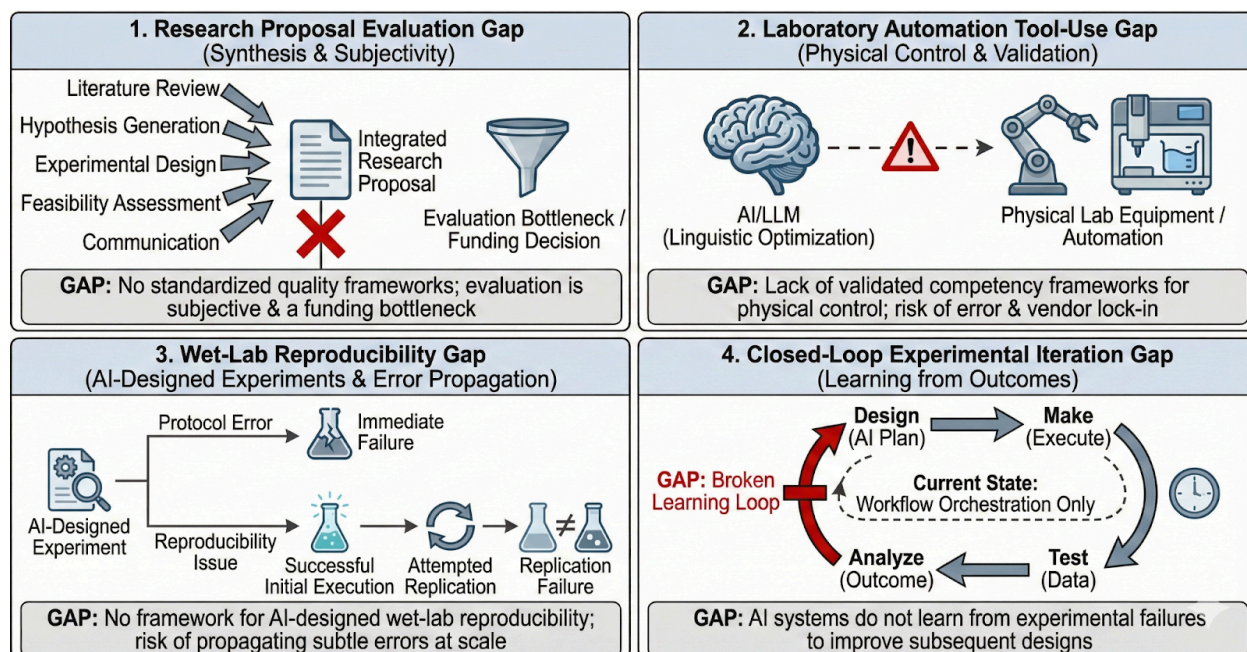 1. Research Proposal Evaluation Gap
(Synthesis & Subjectivity)
Literature Review
Hypothesis Generation
Experimental Design
Feasibility Assessment
Communication
Integrated
Research
Proposal
Evaluation Bottleneck /
Funding Decision
GAP: No standardized quality frameworks; evaluation is
subjective & a funding bottleneck
2. Laboratory Automation Tool-Use Gap
(Physical Control & Validation)
!
AI/LLM
(Linguistic Optimization)
Physical Lab Equipment /
Automation
GAP: Lack of validated competency frameworks for
physical control; risk of error & vendor lock-in
3. Wet-Lab Reproducibility Gap
(AI-Designed Experiments & Error Propagation)
AI-Designed
Experiment
Protocol Error
Immediate
Failure
Reproducibility
Issue
Successful
Initial Execution
Attempted
Replication
≠
Replication
Failure
GAP: No framework for AI-designed wet-lab reproducibility;
risk of propagating subtle errors at scale
4. Closed-Loop Experimental Iteration Gap
(Learning from Outcomes)
Design
(AI Plan)
Make
(Execute)
GAP: Broken
Learning Loop
Current State:
Workflow Orchestration Only
Analyze
(Outcome)
Test
(Data)
GAP: AI systems do not learn from experimental failures
to improve subsequent designs